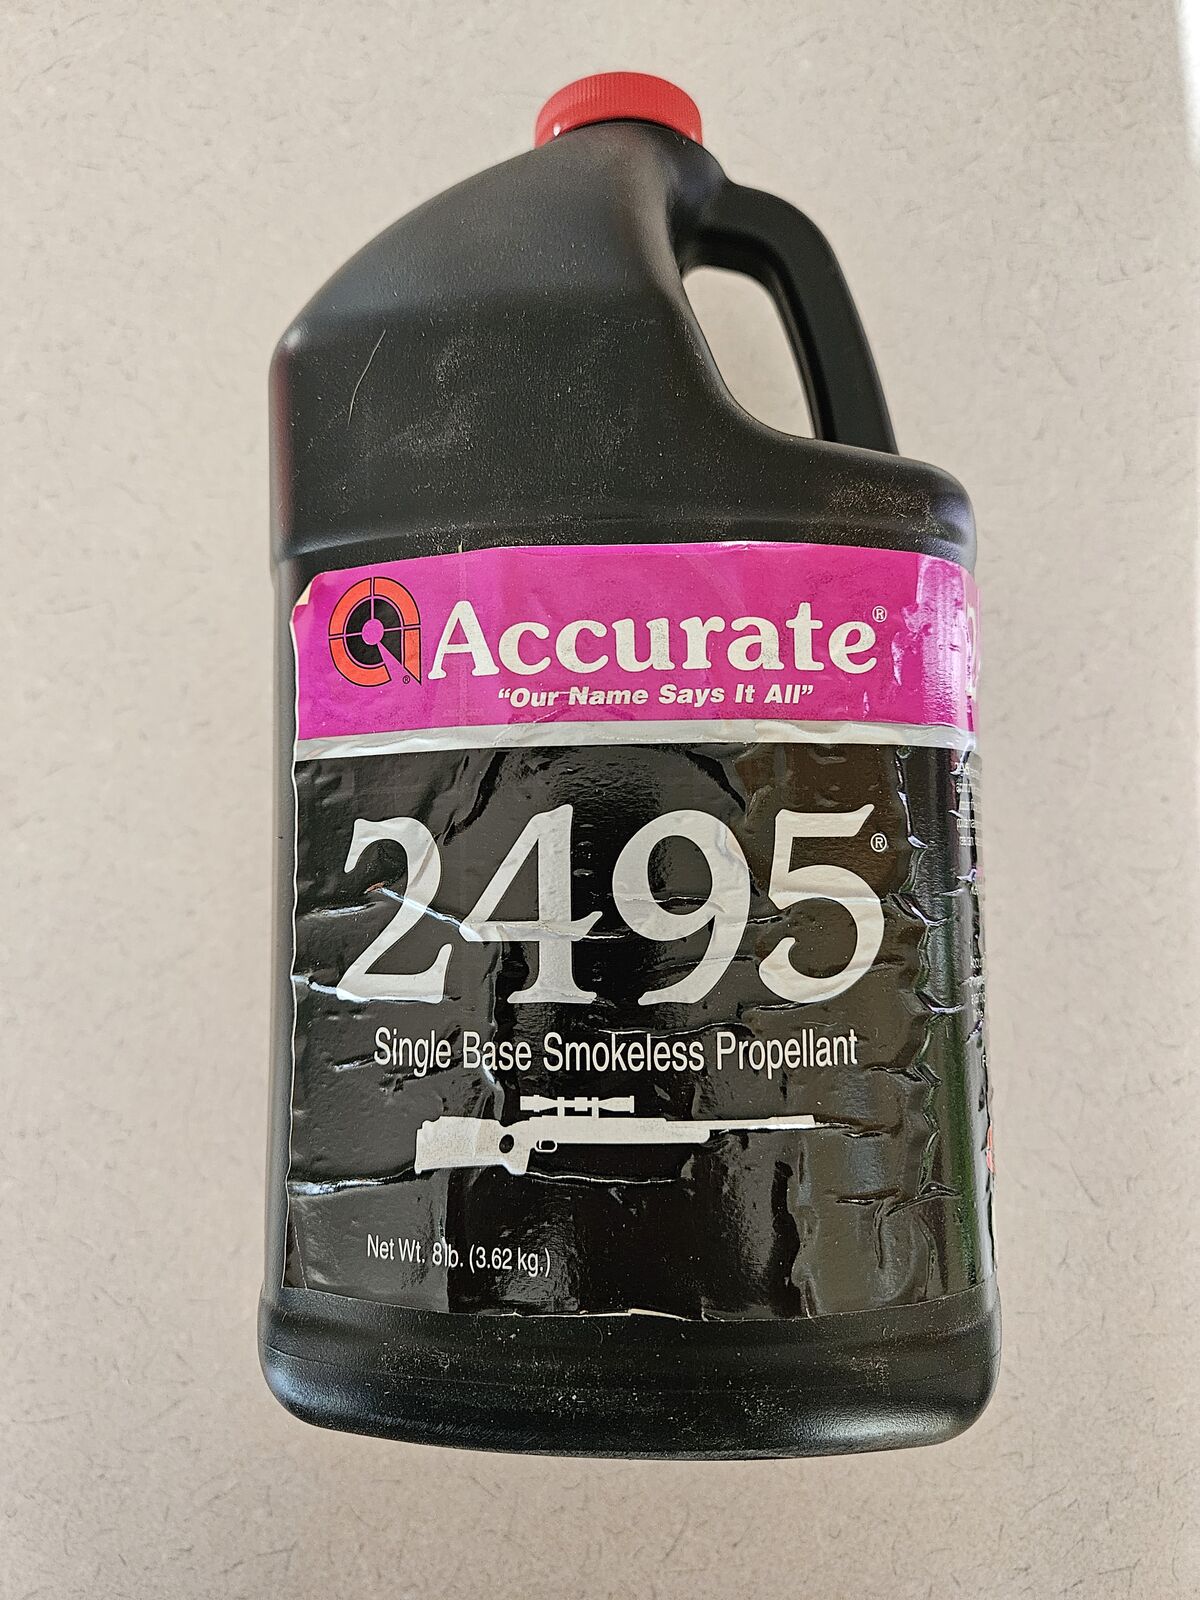 Accurate®
"Our Name Says It All"
2495®
Single Base Smokeless Propellant
Net Wt. 8 lb. (3.62 kg.)